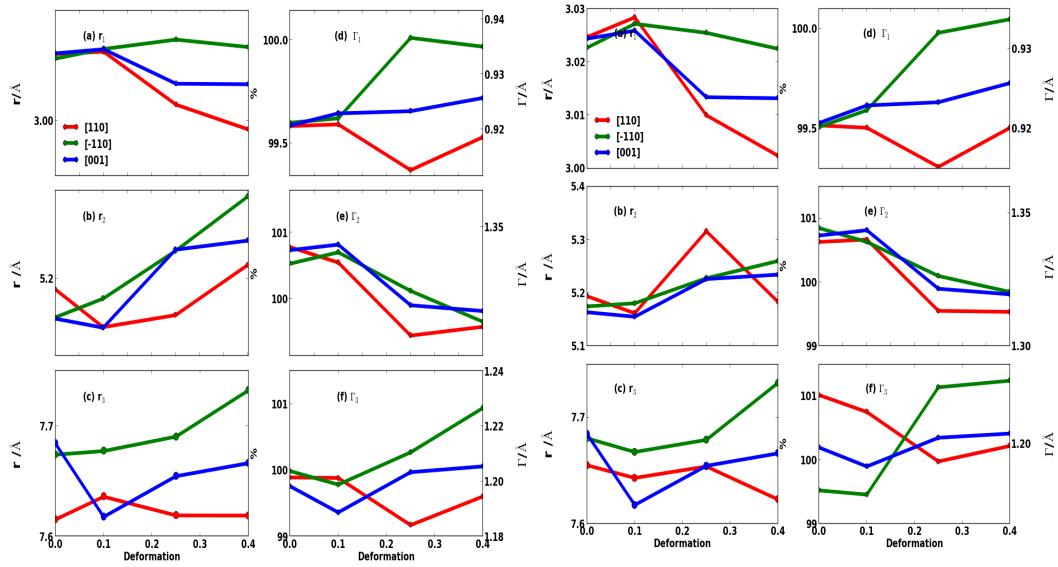 (a) r₁
3.00
r/Å
[110]
[-110]
[001]
(d) Γ₁
100.0
99.5
%
0.94
0.93
0.93
0.92
0.92
Γ/Å
(b) r₂
5.2
r/Å
(e) Γ₂
101
100
%
1.35
Γ/Å
(c) r₃
7.7
7.6
r/Å
0.0 0.1 0.2 0.3 0.4
Deformation
(f) Γ₃
101
100
99
%
1.24
1.22
1.20
1.18
Γ/Å
0.0 0.1 0.2 0.3 0.4
Deformation
(a) r₁
3.03
3.02
3.01
3.01
3.00
r/Å
[110]
[-110]
[001]
(d) Γ₁
100.0
99.5
%
0.93
0.92
Γ/Å
(b) r₂
5.4
5.3
5.2
5.1
r/Å
(e) Γ₂
101
100
99
%
1.35
1.30
Γ/Å
(c) r₃
7.7
7.6
r/Å
0.0 0.1 0.2 0.3 0.4
Deformation
(f) Γ₃
101
100
99
%
1.20
Γ/Å
0.0 0.1 0.2 0.3 0.4
Deformation